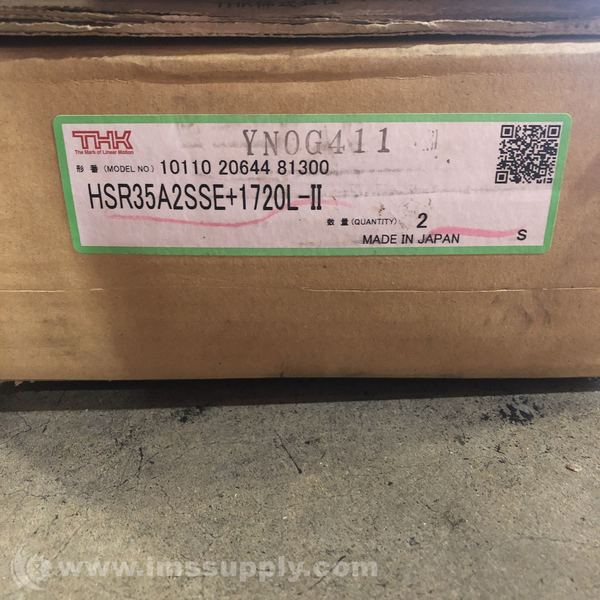 THK
The Mark of Linear Motion
YNOG411
形 番 (MODEL NO.) 10110 20644 81300
HSR35A2SSE+1720L-II
数 量 (QUANTITY) 2
MADE IN JAPAN S
www.imssupply.com